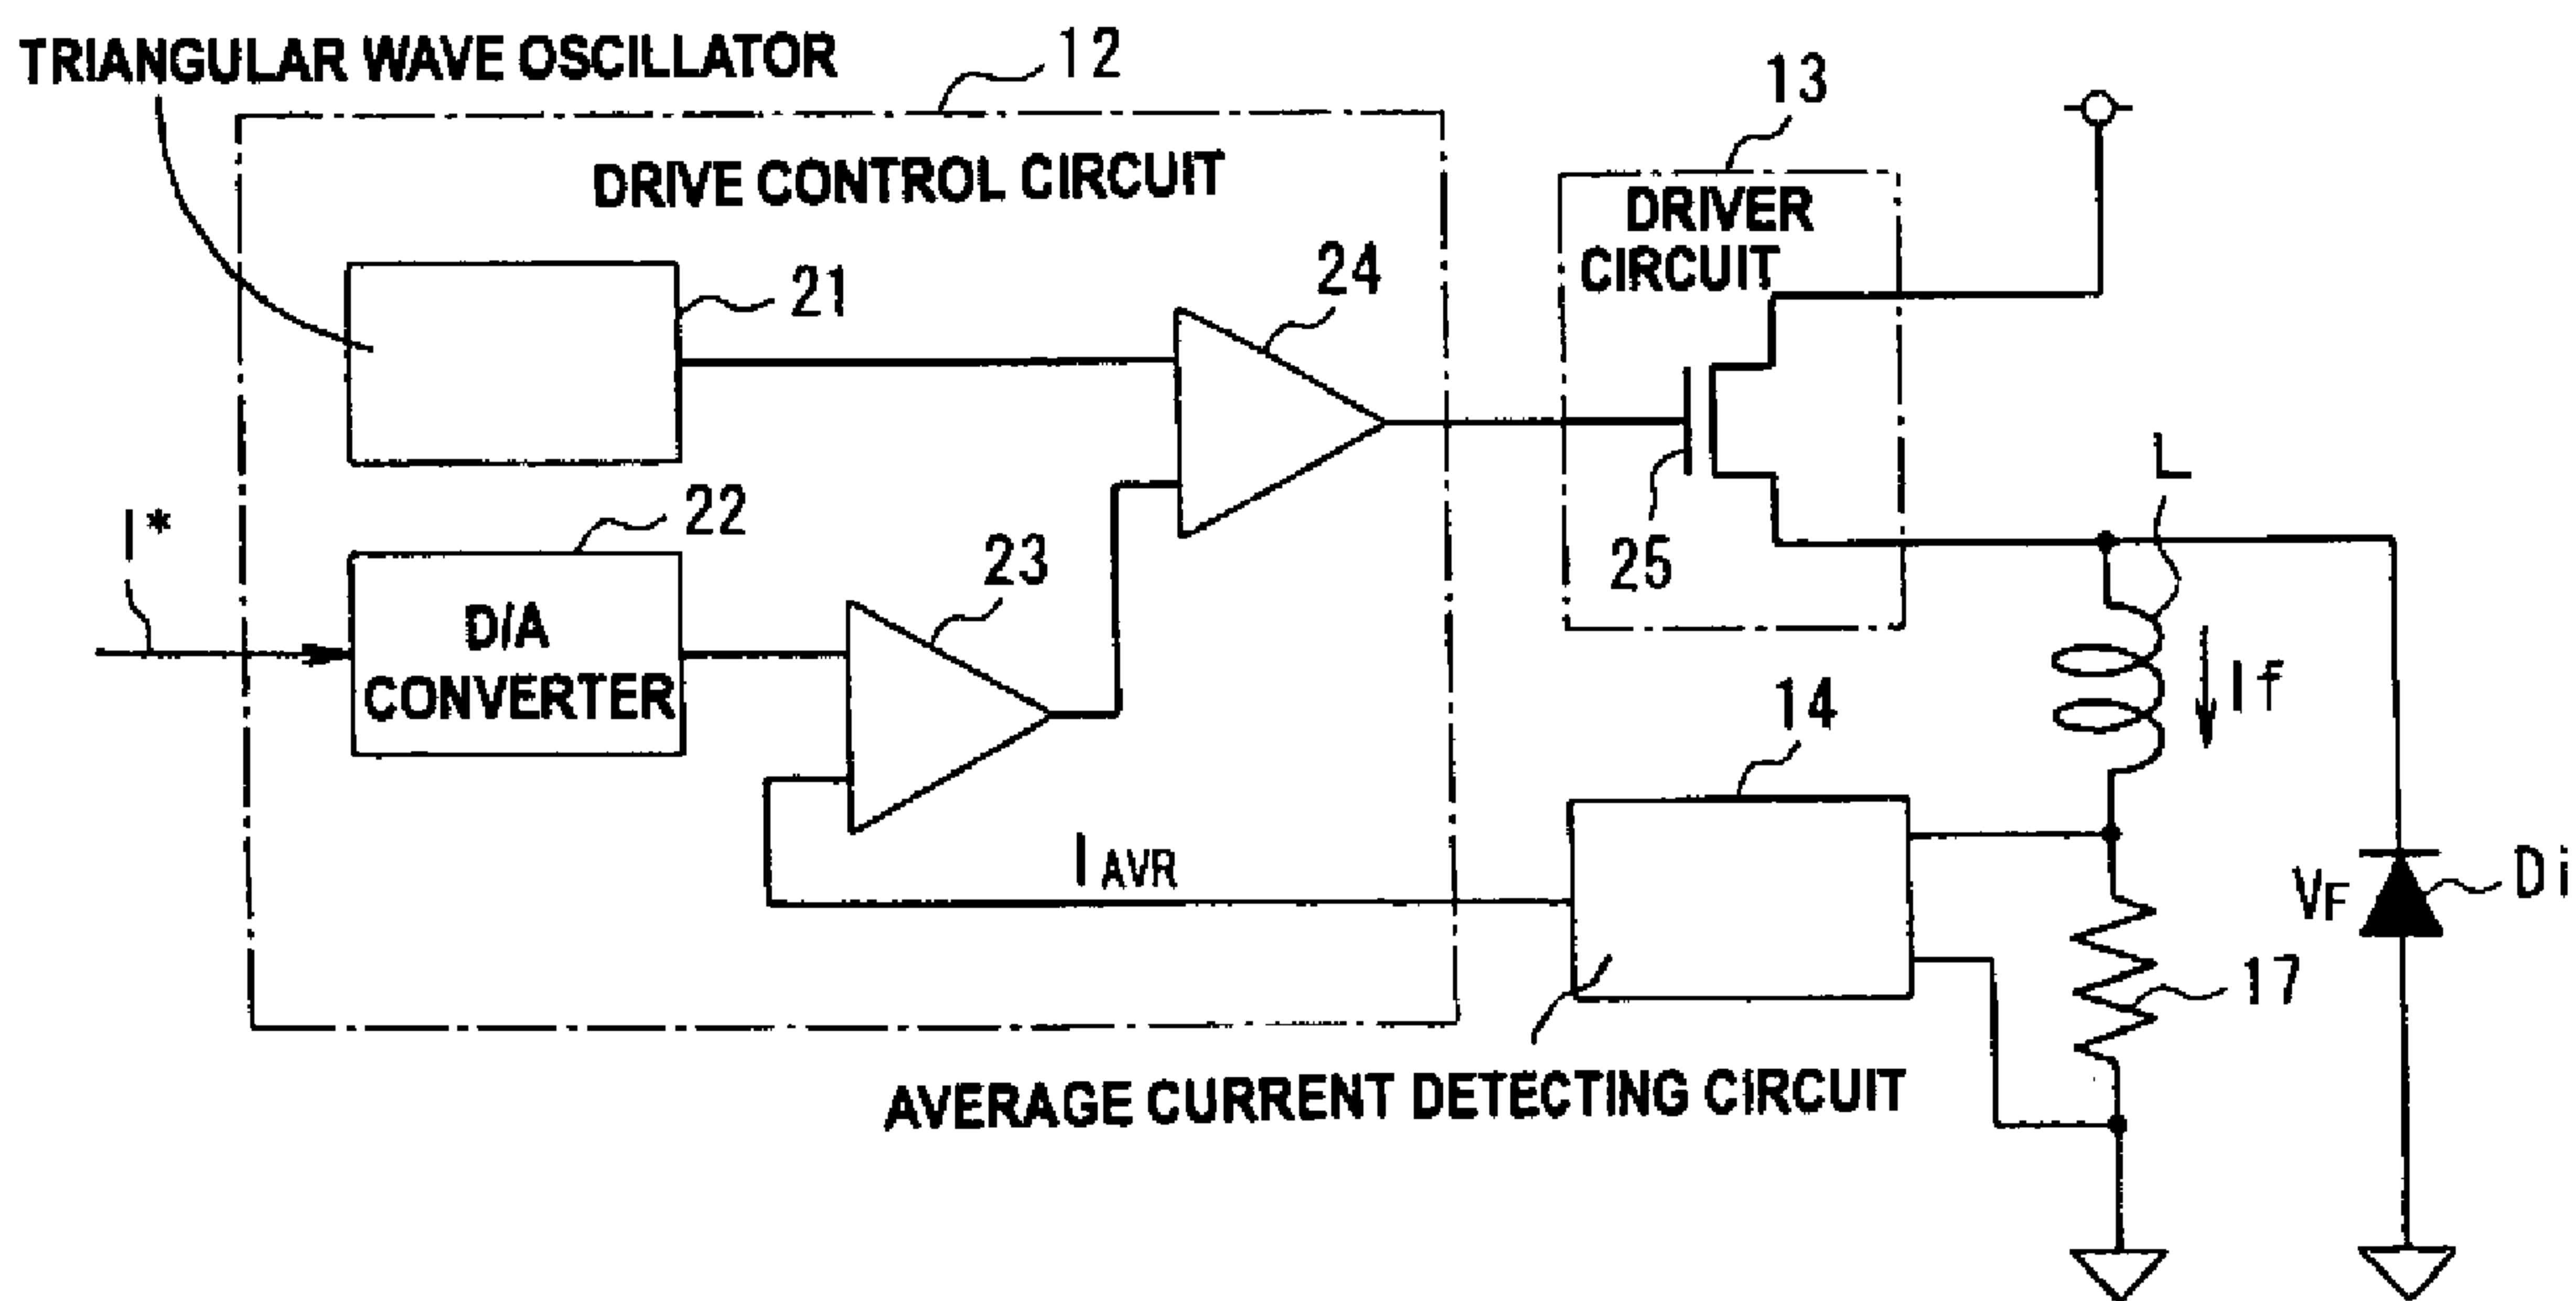 TRIANGULAR WAVE OSCILLATOR
12
13
DRIVE CONTROL CIRCUIT
DRIVER
CIRCUIT
21
24
L
I*
22
23
25
D/A
CONVERTER
If
14
IAVR
VF
Di
17
AVERAGE CURRENT DETECTING CIRCUIT